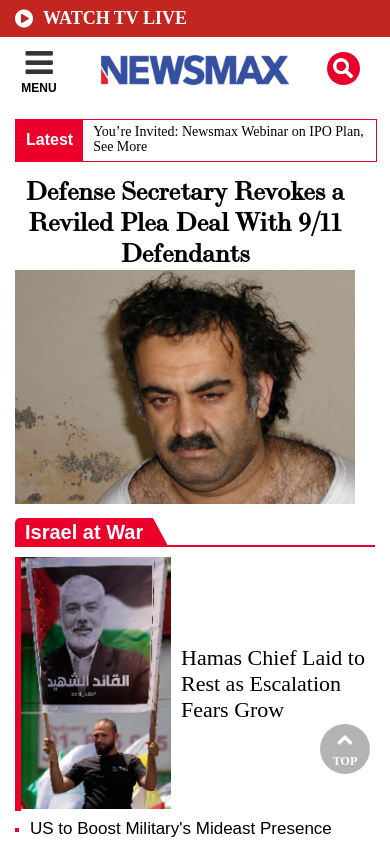 WATCH TV LIVE
MENU
NEWSMAX
Latest
You’re Invited: Newsmax Webinar on IPO Plan,
See More
Defense Secretary Revokes a
Reviled Plea Deal With 9/11
Defendants
Israel at War
القائد الشهيد
Hamas Chief Laid to
Rest as Escalation
Fears Grow
TOP
US to Boost Military's Mideast Presence